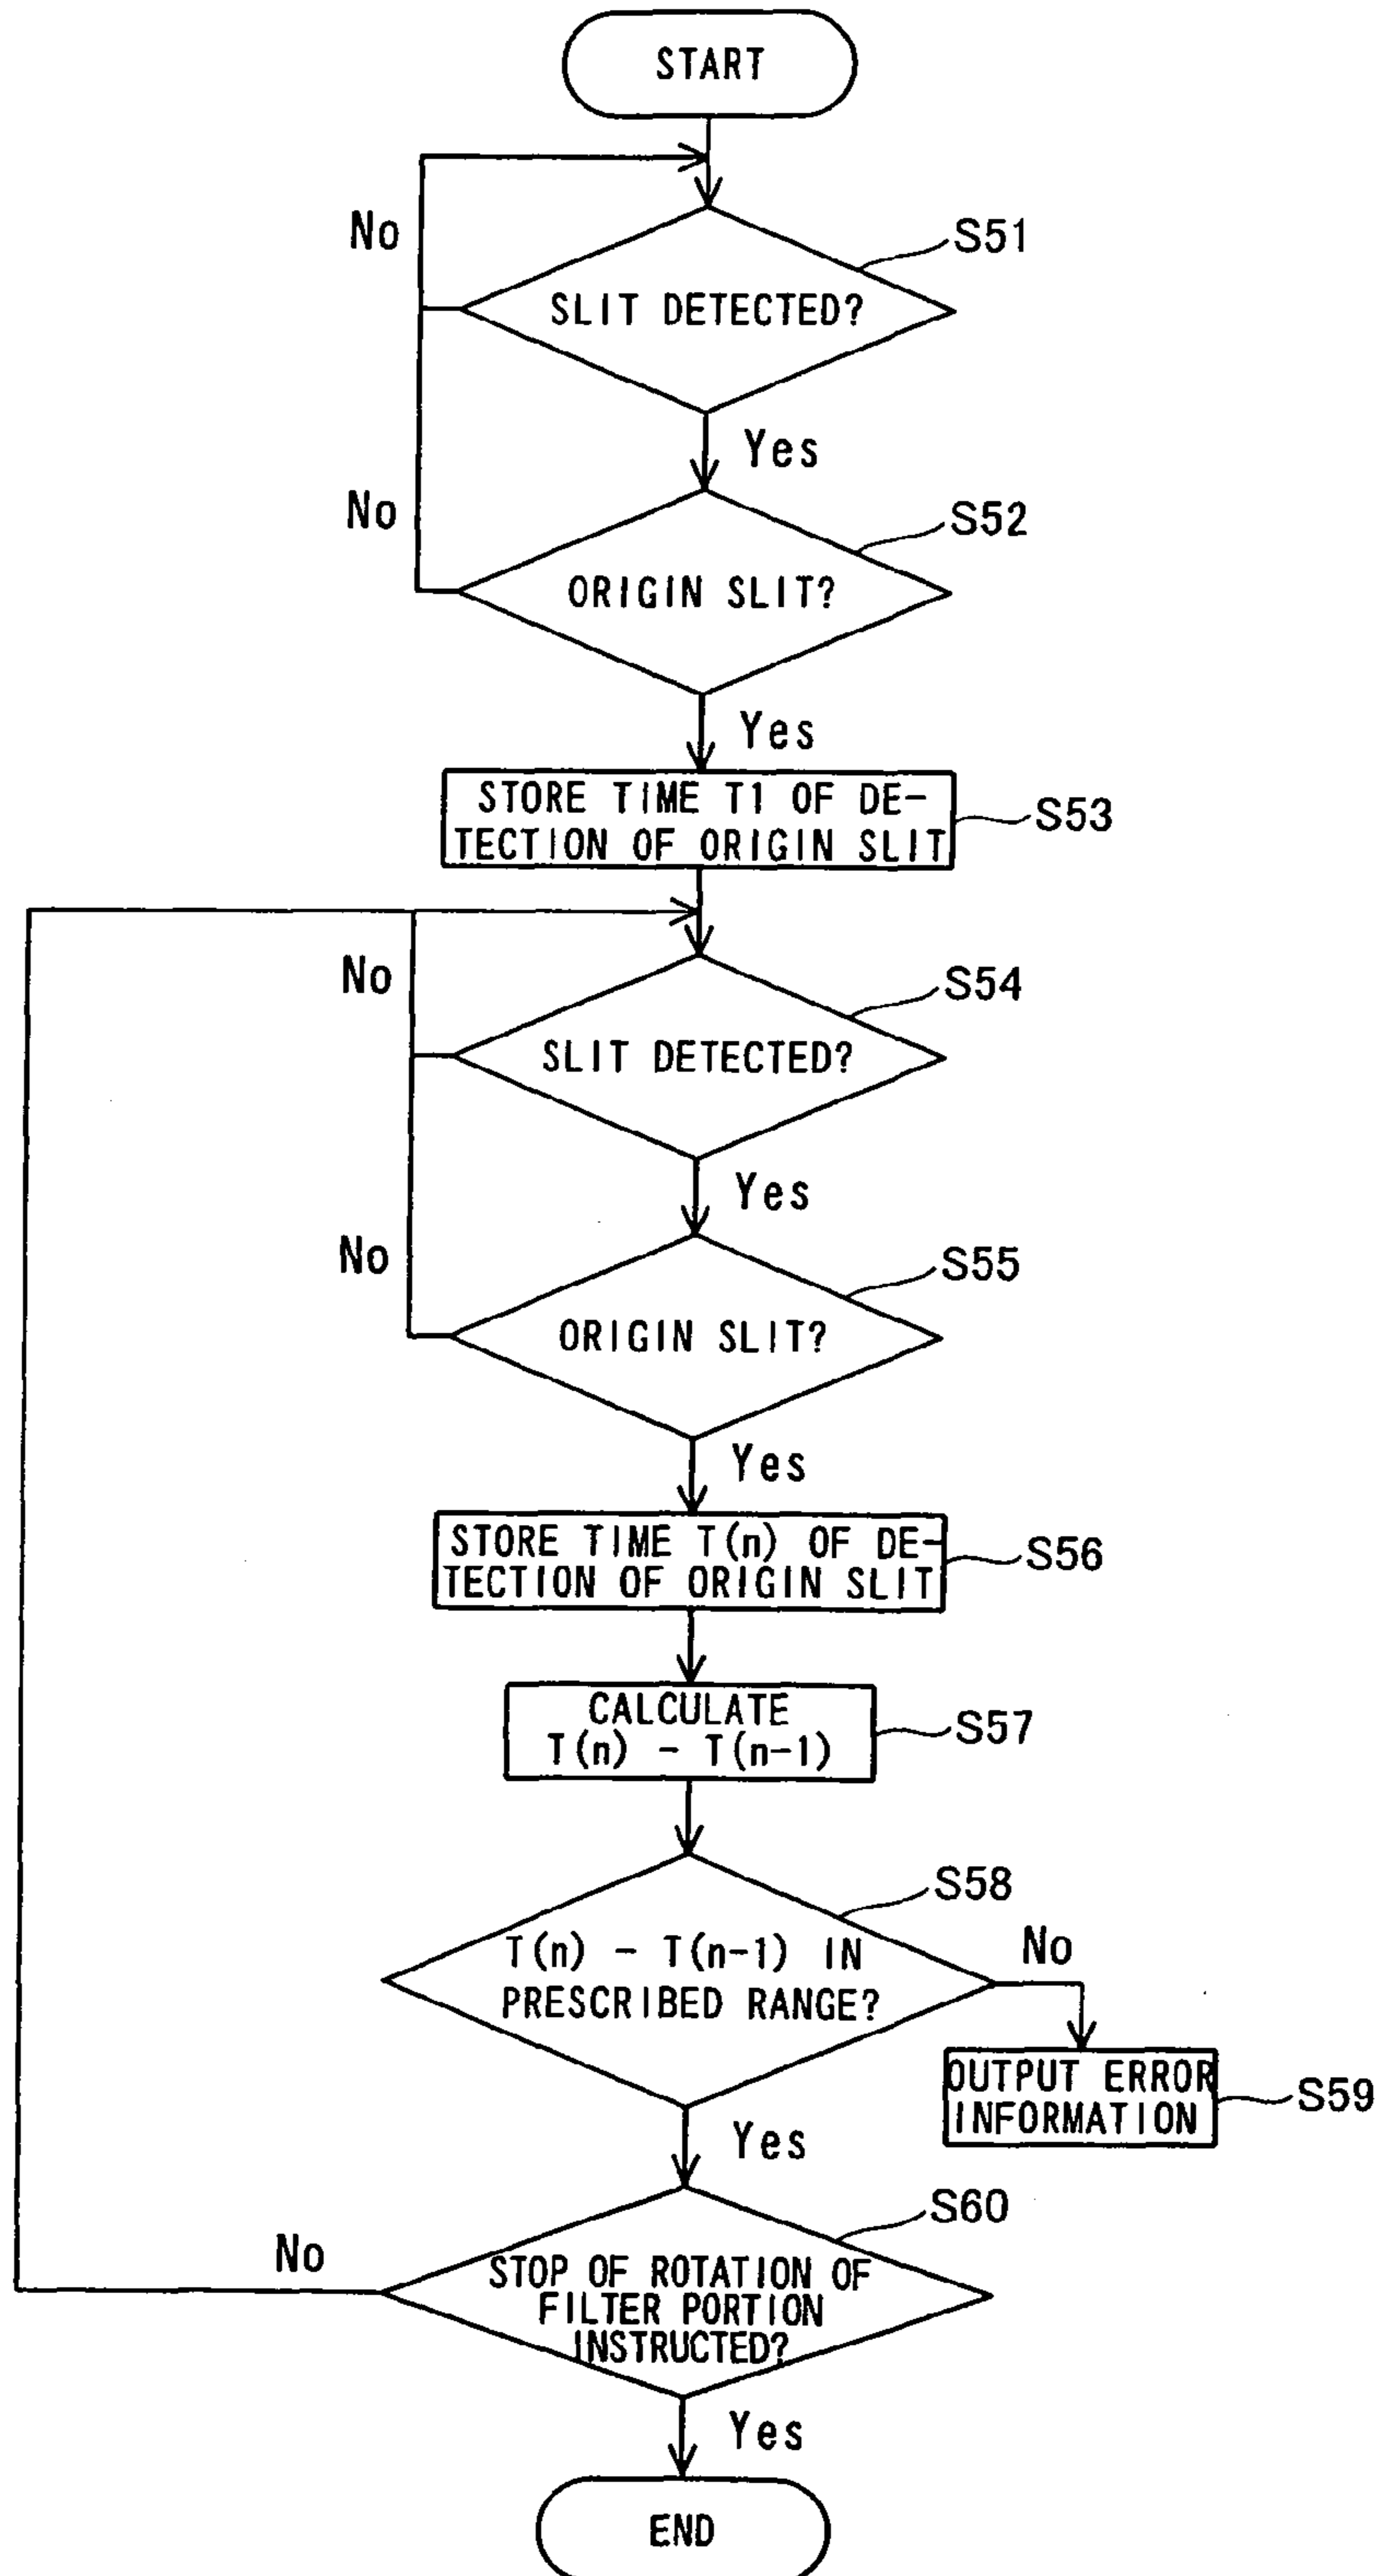 START
No
S51
SLIT DETECTED?
Yes
No
S52
ORIGIN SLIT?
Yes
STORE TIME T1 OF DE-
TECTION OF ORIGIN SLIT
S53
No
S54
SLIT DETECTED?
Yes
No
S55
ORIGIN SLIT?
Yes
STORE TIME T(n) OF DE-
TECTION OF ORIGIN SLIT
S56
CALCULATE
T(n) - T(n-1)
S57
S58
T(n) - T(n-1) IN
PRESCRIBED RANGE?
No
OUTPUT ERROR
INFORMATION
S59
Yes
S60
No
STOP OF ROTATION OF
FILTER PORTION
INSTRUCTED?
Yes
END